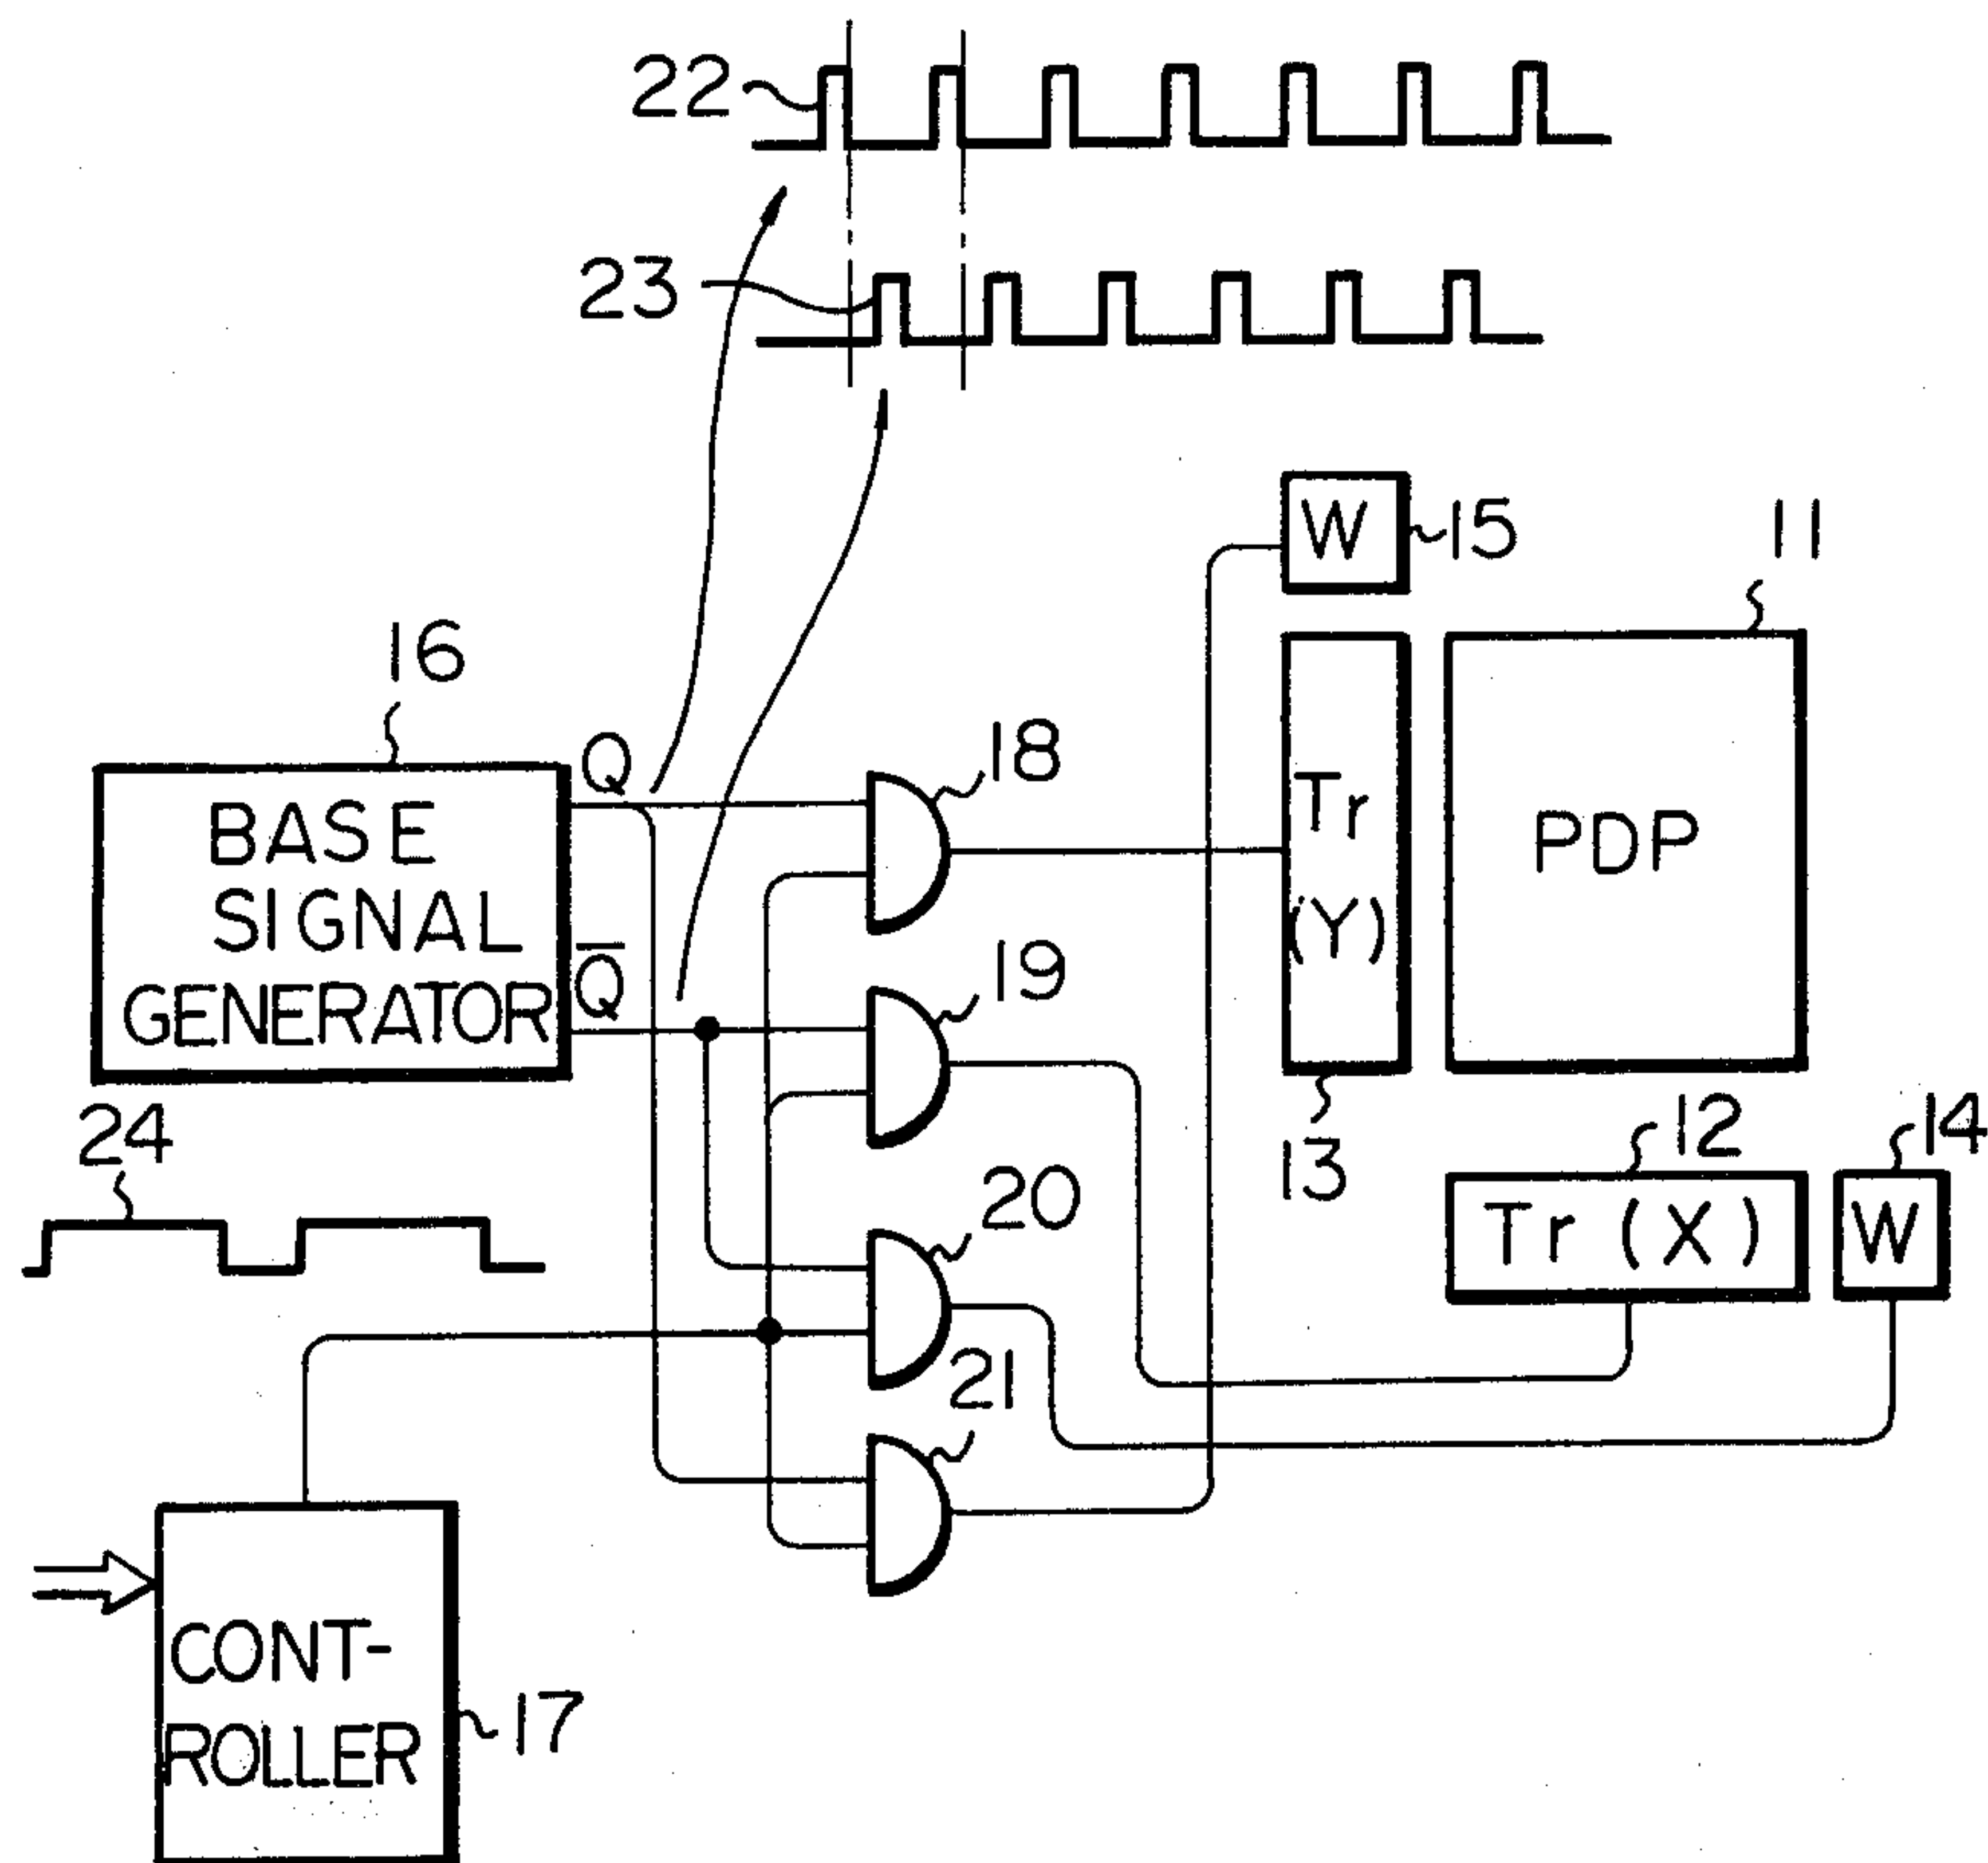 22
23
W
15
11
16
Q
18
BASE
SIGNAL
GENERATOR
Tr
(Y)
PDP
Q̅
19
24
20
13
12
14
Tr (X)
W
21
CONT-
ROLLER
17